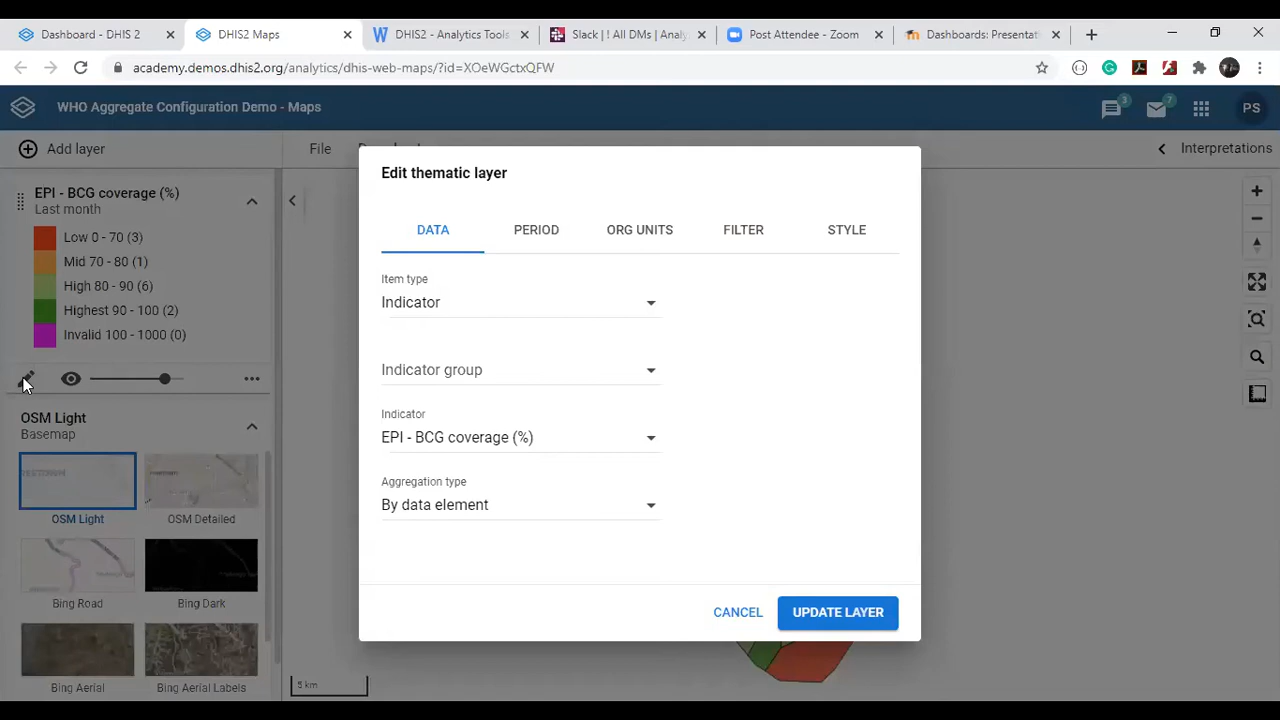 Dashboard - DHIS 2
DHIS2 Maps
DHIS2 - Analytics Tools
Slack | ! All DMs | Analy
Post Attendee - Zoom
Dashboards: Presentat
academy.demos.dhis2.org/analytics/dhis-web-maps/?id=XOeWGctxQFW
WHO Aggregate Configuration Demo - Maps
3
7
PS
Add layer
File
Interpretations
EPI - BCG coverage (%)
Last month
Low 0 - 70 (3)
Mid 70 - 80 (1)
High 80 - 90 (6)
Highest 90 - 100 (2)
Invalid 100 - 1000 (0)
OSM Light
Basemap
OSM Light
OSM Detailed
Bing Road
Bing Dark
Bing Aerial
Bing Aerial Labels
Edit thematic layer
DATA
PERIOD
ORG UNITS
FILTER
STYLE
Item type
Indicator
Indicator group
Indicator
EPI - BCG coverage (%)
Aggregation type
By data element
CANCEL
UPDATE LAYER
5 km